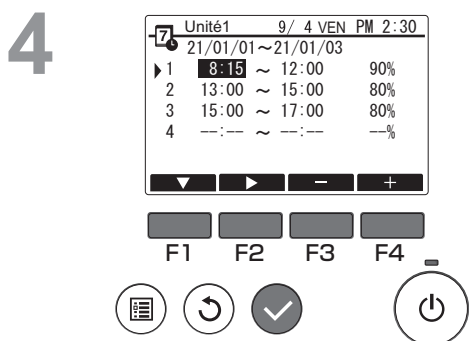 4
7 Unité1 9/ 4 VEN PM 2:30
21/01/01~21/01/03
1 8:15 ~ 12:00 90%
2 13:00 ~ 15:00 80%
3 15:00 ~ 17:00 80%
4 --:-- ~ --:-- --%
▼ ▶ − +
F1 F2 F3 F4